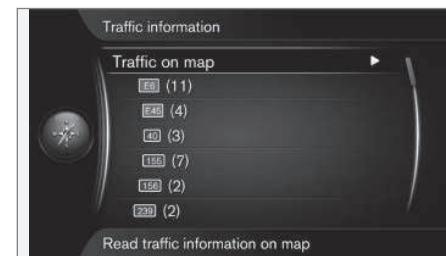 Traffic information
Traffic on map
E6 (11)
E45 (4)
40 (3)
155 (7)
156 (2)
239 (2)
Read traffic information on map